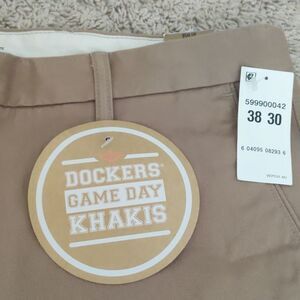 599900042
38 30
6 04095 08293 6
DOCKERS®
GAME DAY
KHAKIS